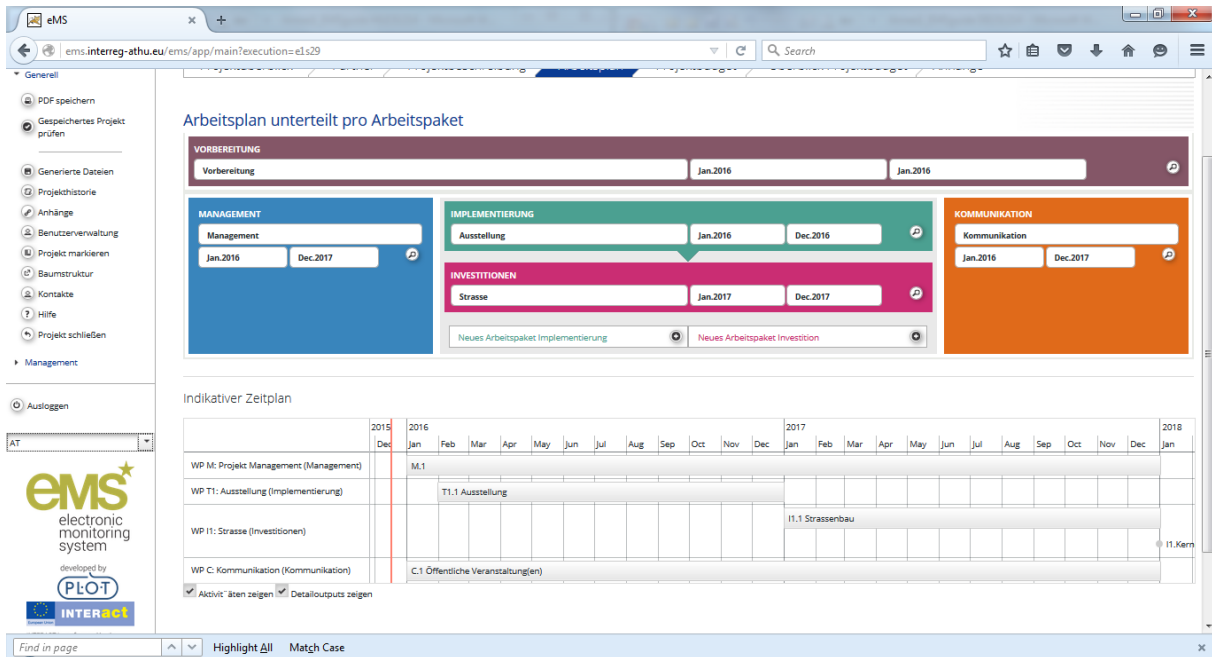 eMS
ems.interreg-athu.eu/ems/app/main?execution=e1s29
Search
Generell
PDF speichern
Gespeichertes Projekt
prüfen
Generierte Dateien
Projekthistorie
Anhänge
Benutzerverwaltung
Projekt markieren
Baumstruktur
Kontakte
Hilfe
Projekt schließen
Management
Ausloggen
AT
eMS
electronic
monitoring
system
developed by
PLOT
INTERact
Arbeitsplan unterteilt pro Arbeitspaket
VORBEREITUNG
Vorbereitung Jan.2016 Jan.2016
MANAGEMENT
Management
Jan.2016 Dec.2017
IMPLEMENTIERUNG
Ausstellung Jan.2016 Dec.2016
INVESTITIONEN
Strasse Jan.2017 Dec.2017
Neues Arbeitspaket Implementierung Neues Arbeitspaket Investition
KOMMUNIKATION
Kommunikation
Jan.2016 Dec.2017
Indikativer Zeitplan
2015 2016 2017 2018
Dec Jan Feb Mar Apr May Jun Jul Aug Sep Oct Nov Dec Jan Feb Mar Apr May Jun Jul Aug Sep Oct Nov Dec Jan
WP M: Projekt Management (Management) M.1
WP T1: Ausstellung (Implementierung) T1.1 Ausstellung
I1.1 Strassenbau
WP I1: Strasse (Investitionen)
I1.Kern
WP C: Kommunikation (Kommunikation) C.1 Öffentliche Veranstaltung(en)
Aktivit¨äten zeigen Detailoutputs zeigen
Find in page Highlight All Match Case